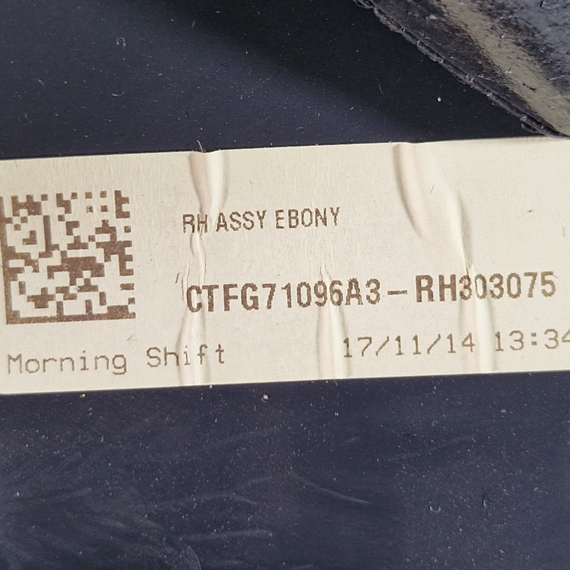 RH ASSY EBONY
CTFG71096A3-RH303075
Morning Shift 17/11/14 13:34